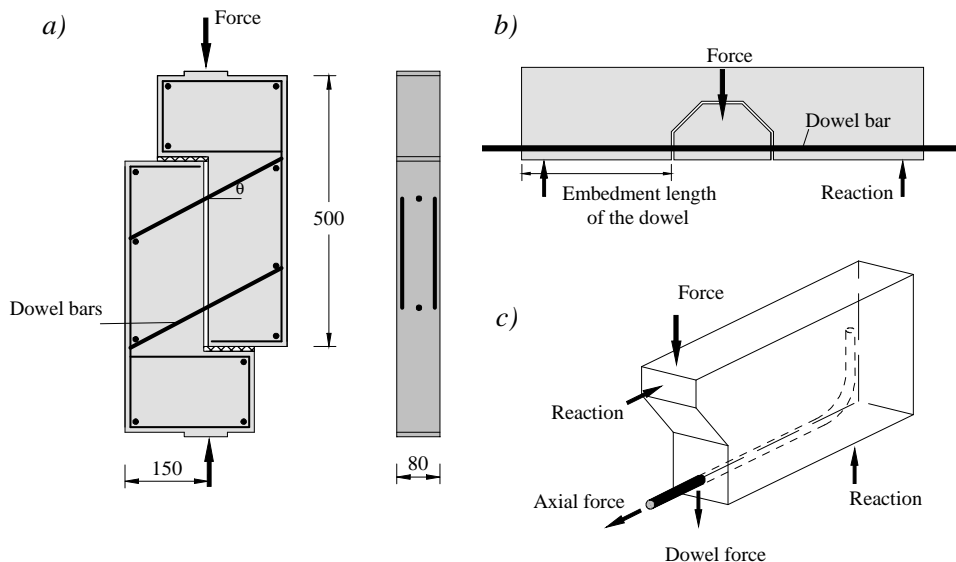 a)
Force
θ
500
Dowel bars
150
80
b)
Force
Dowel bar
Embedment length
of the dowel
Reaction
c)
Force
Reaction
Axial force
Reaction
Dowel force